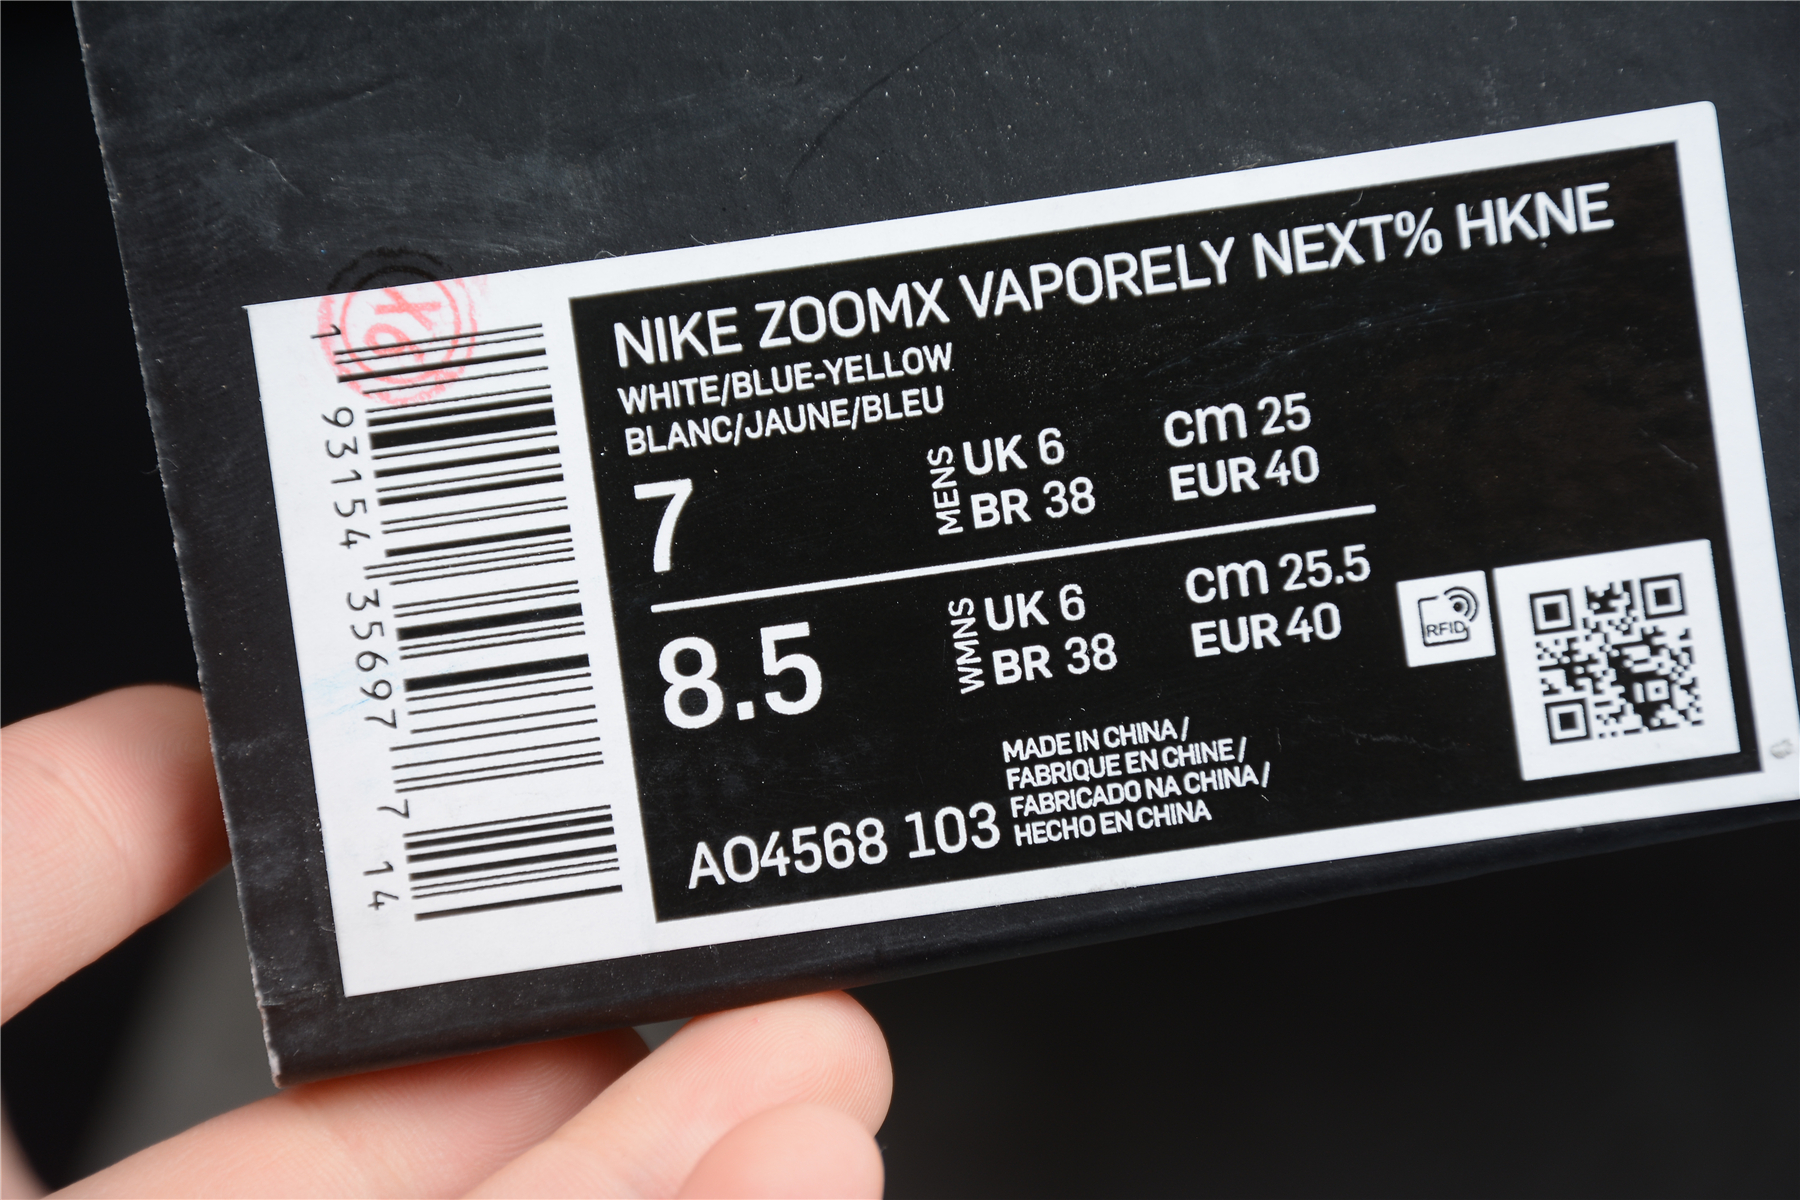 NIKE ZOOMX VAPORELY NEXT% HKNE
WHITE/BLUE-YELLOW
BLANC/JAUNE/BLEU
7
MENS
UK 6
BR 38
cm 25
EUR 40
8.5
WMNS
UK 6
BR 38
cm 25.5
EUR 40
RFID
MADE IN CHINA/
FABRIQUE EN CHINE/
FABRICADO NA CHINA/
HECHO EN CHINA
AO4568 103
1 93154 35697 7 14